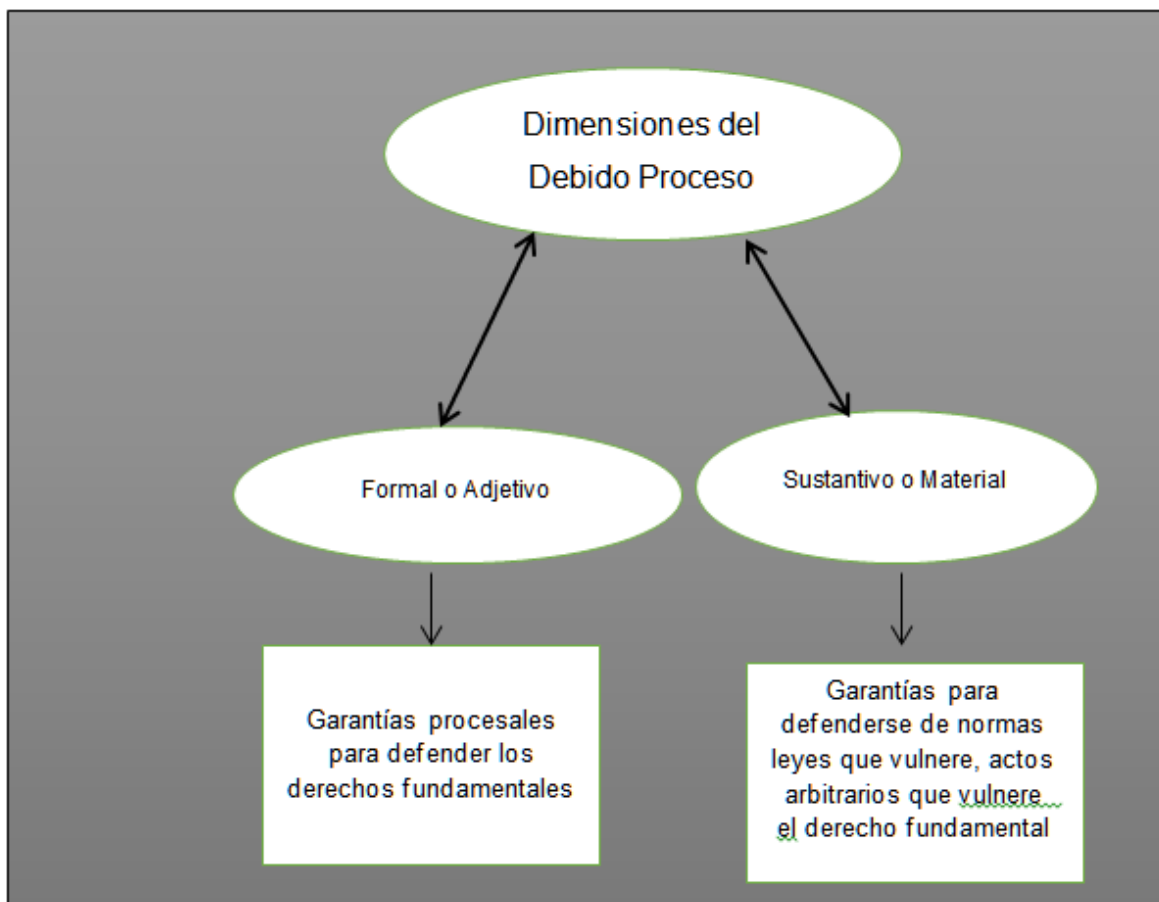 Dimensiones del
Debido Proceso
Formal o Adjetivo
Sustantivo o Material
Garantías procesales
para defender los
derechos fundamentales
Garantías para
defenderse de normas
leyes que vulnere, actos
arbitrarios que vulnere
el derecho fundamental